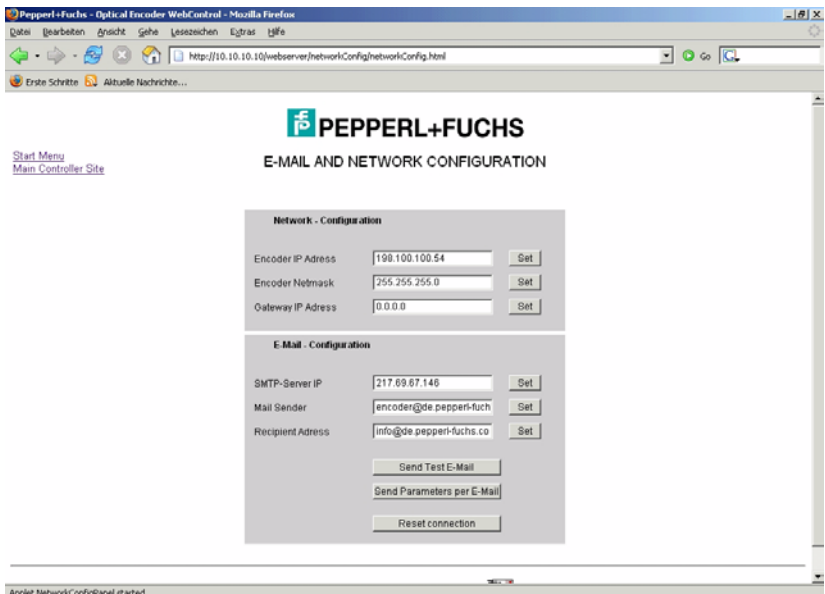 Pepperl+Fuchs - Optical Encoder WebControl - Mozilla Firefox
Datei Bearbeiten Ansicht Gehe Lesezeichen Extras Hilfe
http://10.10.10.10/webserver/networkConfig/networkConfig.html Go
Erste Schritte Aktuelle Nachrichte...
PEPPERL+FUCHS
Start Menu
Main Controller Site
E-MAIL AND NETWORK CONFIGURATION
Network - Configuration
Encoder IP Adress 198.100.100.54 Set
Encoder Netmask 255.255.255.0 Set
Gateway IP Adress 0.0.0.0 Set
E-Mail - Configuration
SMTP-Server IP 217.69.67.146 Set
Mail Sender encoder@de.pepperl-fuch Set
Recipient Adress info@de.pepperl-fuchs.co Set
Send Test E-Mail
Send Parameters per E-Mail
Reset connection
Applet NetworkConfigPanel started